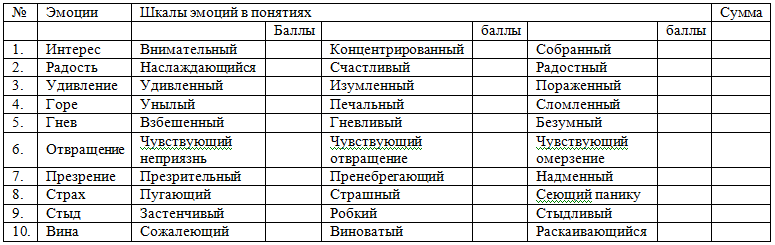 № Эмоции Шкалы эмоций в понятиях Сумма
Баллы баллы баллы
1. Интерес Внимательный Концентрированный Собранный
2. Радость Наслаждающийся Счастливый Радостный
3. Удивление Удивленный Изумленный Пораженный
4. Горе Унылый Печальный Сломленный
5. Гнев Взбешенный Гневливый Безумный
6. Отвращение Чувствующий неприязнь Чувствующий отвращение Чувствующий омерзение
7. Презрение Презрительный Пренебрегающий Надменный
8. Страх Пугающий Страшный Сеющий панику
9. Стыд Застенчивый Робкий Стыдливый
10. Вина Сожалеющий Виноватый Раскаивающийся